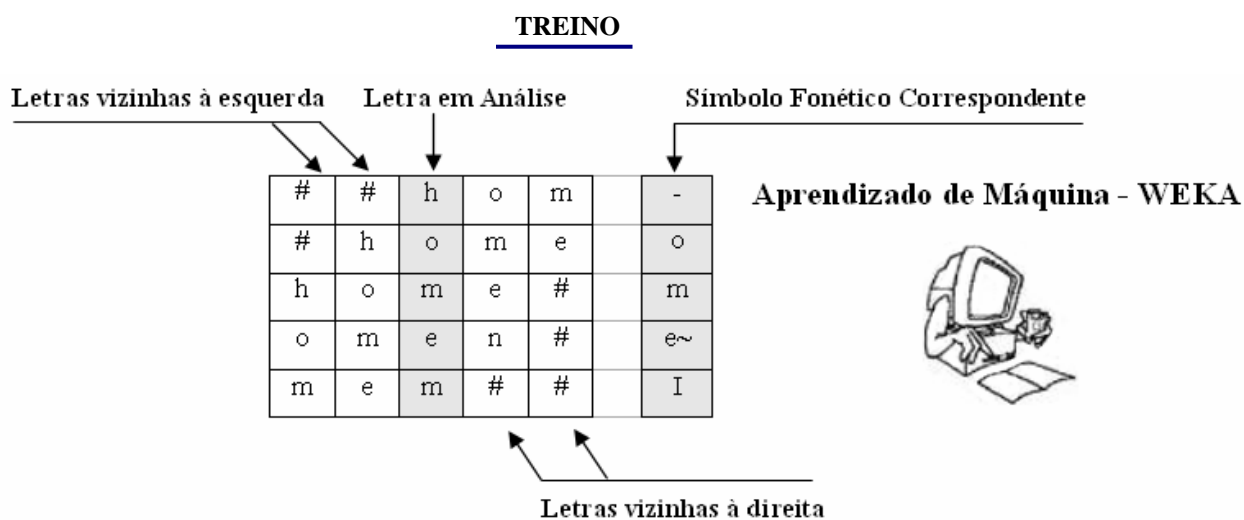 TREINO
Letras vizinhas à esquerda Letra em Análise Símbolo Fonético Correspondente
# # h o m -
# h o m e o
h o m e # m
o m e n # e~
m e m # # I
Aprendizado de Máquina - WEKA
Letras vizinhas à direita